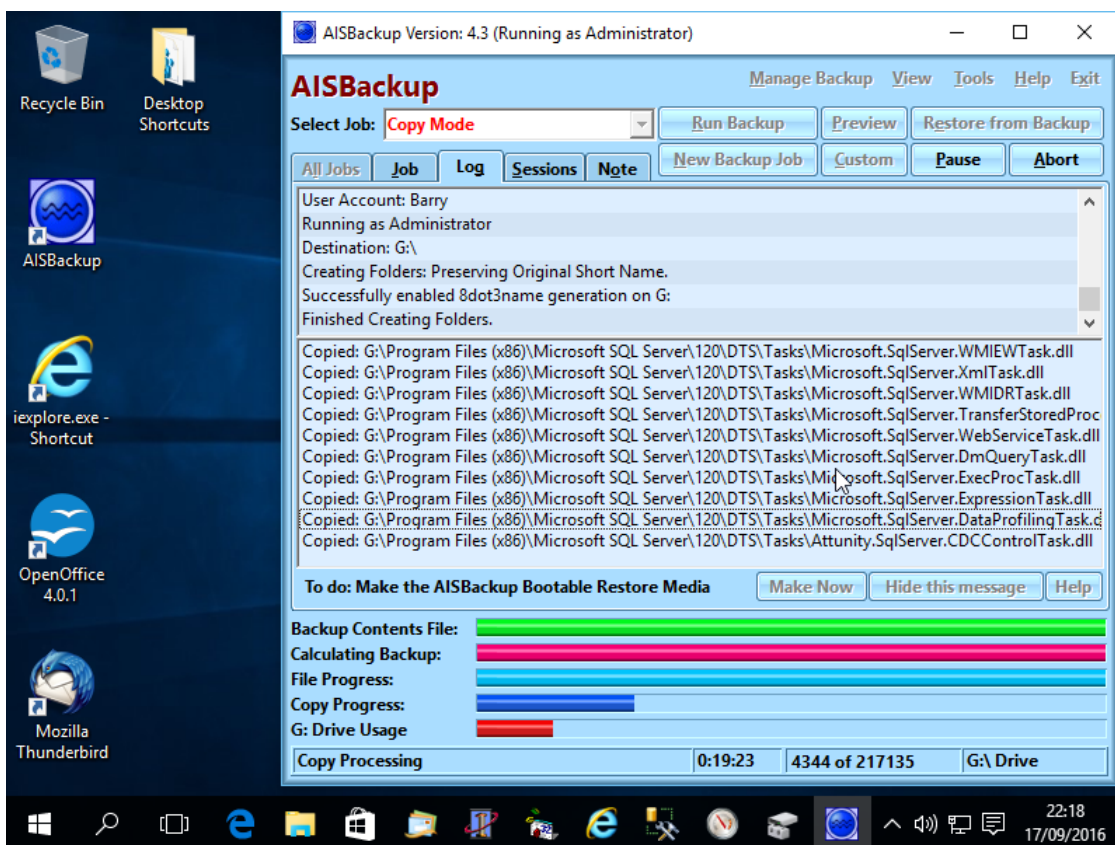 Recycle Bin
Desktop Shortcuts
AISBackup
iexplore.exe - Shortcut
OpenOffice 4.0.1
Mozilla Thunderbird
AISBackup Version: 4.3 (Running as Administrator)
AISBackup
Manage Backup View Tools Help Exit
Select Job: Copy Mode Run Backup Preview Restore from Backup
New Backup Job Custom Pause Abort
All Jobs Job Log Sessions Note
User Account: Barry
Running as Administrator
Destination: G:\
Creating Folders: Preserving Original Short Name.
Successfully enabled 8dot3name generation on G:
Finished Creating Folders.
Copied: G:\Program Files (x86)\Microsoft SQL Server\120\DTS\Tasks\Microsoft.SqlServer.WMIEWTask.dll
Copied: G:\Program Files (x86)\Microsoft SQL Server\120\DTS\Tasks\Microsoft.SqlServer.XmlTask.dll
Copied: G:\Program Files (x86)\Microsoft SQL Server\120\DTS\Tasks\Microsoft.SqlServer.WMIDRTask.dll
Copied: G:\Program Files (x86)\Microsoft SQL Server\120\DTS\Tasks\Microsoft.SqlServer.TransferStoredProc
Copied: G:\Program Files (x86)\Microsoft SQL Server\120\DTS\Tasks\Microsoft.SqlServer.WebServiceTask.dll
Copied: G:\Program Files (x86)\Microsoft SQL Server\120\DTS\Tasks\Microsoft.SqlServer.DmQueryTask.dll
Copied: G:\Program Files (x86)\Microsoft SQL Server\120\DTS\Tasks\Microsoft.SqlServer.ExecProcTask.dll
Copied: G:\Program Files (x86)\Microsoft SQL Server\120\DTS\Tasks\Microsoft.SqlServer.ExpressionTask.dll
Copied: G:\Program Files (x86)\Microsoft SQL Server\120\DTS\Tasks\Microsoft.SqlServer.DataProfilingTask.d
Copied: G:\Program Files (x86)\Microsoft SQL Server\120\DTS\Tasks\Attunity.SqlServer.CDCControlTask.dll
To do: Make the AISBackup Bootable Restore Media Make Now Hide this message Help
Backup Contents File:
Calculating Backup:
File Progress:
Copy Progress:
G: Drive Usage
Copy Processing 0:19:23 4344 of 217135 G:\ Drive
22:18
17/09/2016